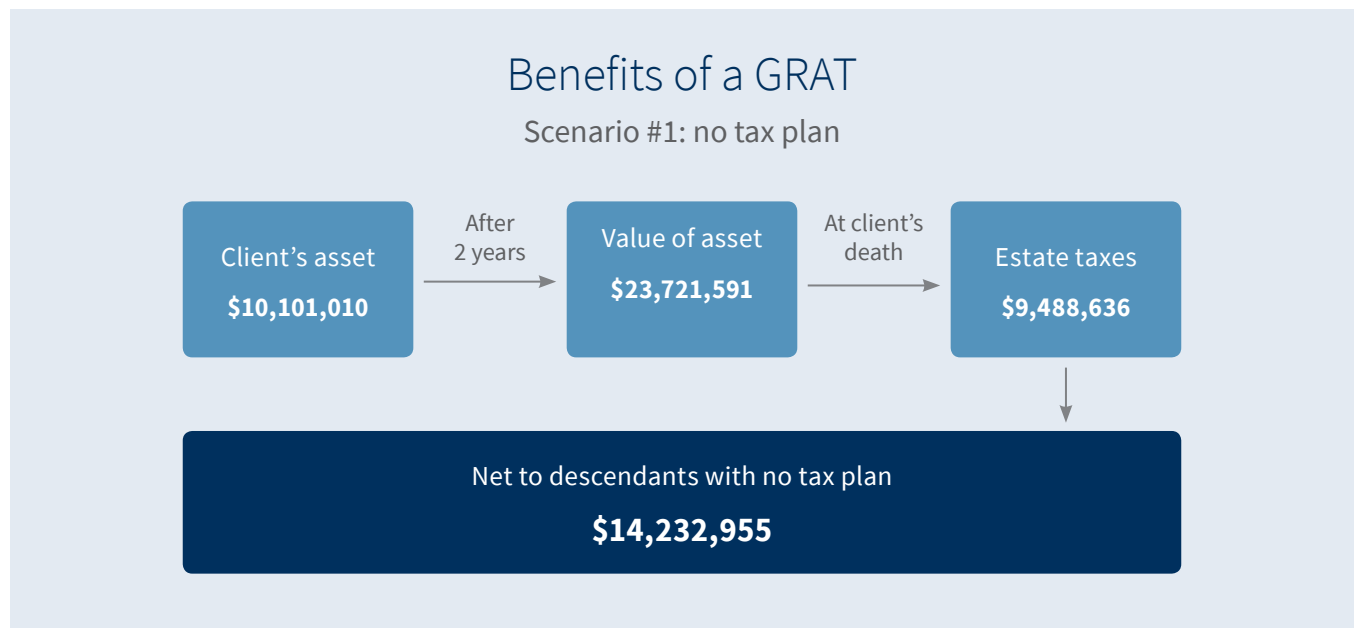 Benefits of a GRAT
Scenario #1: no tax plan
Client’s asset
$10,101,010
After
2 years
Value of asset
$23,721,591
At client’s
death
Estate taxes
$9,488,636
Net to descendants with no tax plan
$14,232,955